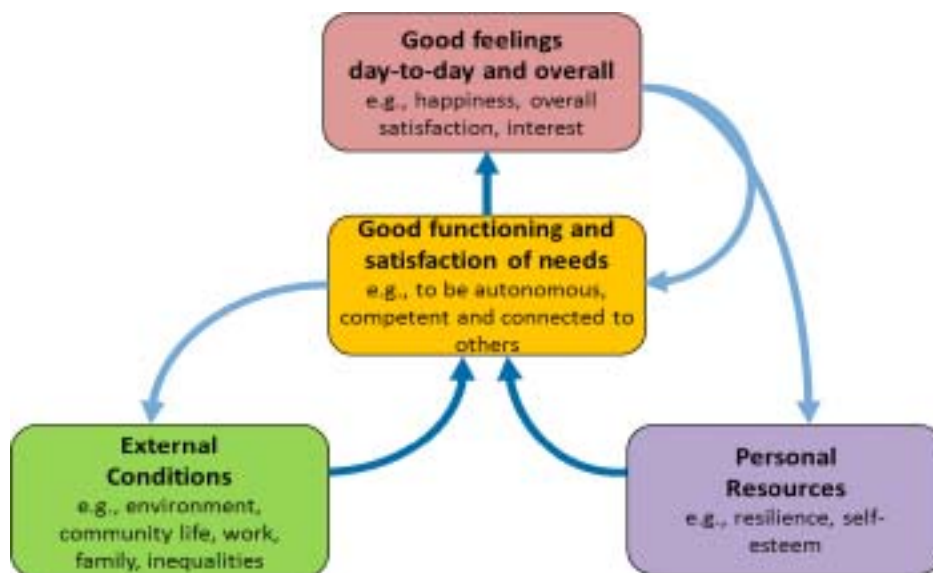 Good feelings
day-to-day and overall
e.g., happiness, overall
satisfaction, interest
Good functioning and
satisfaction of needs
e.g., to be autonomous,
competent and connected to
others
External
Conditions
e.g., environment,
community life, work,
family, inequalities
Personal
Resources
e.g., resilience, self-
esteem